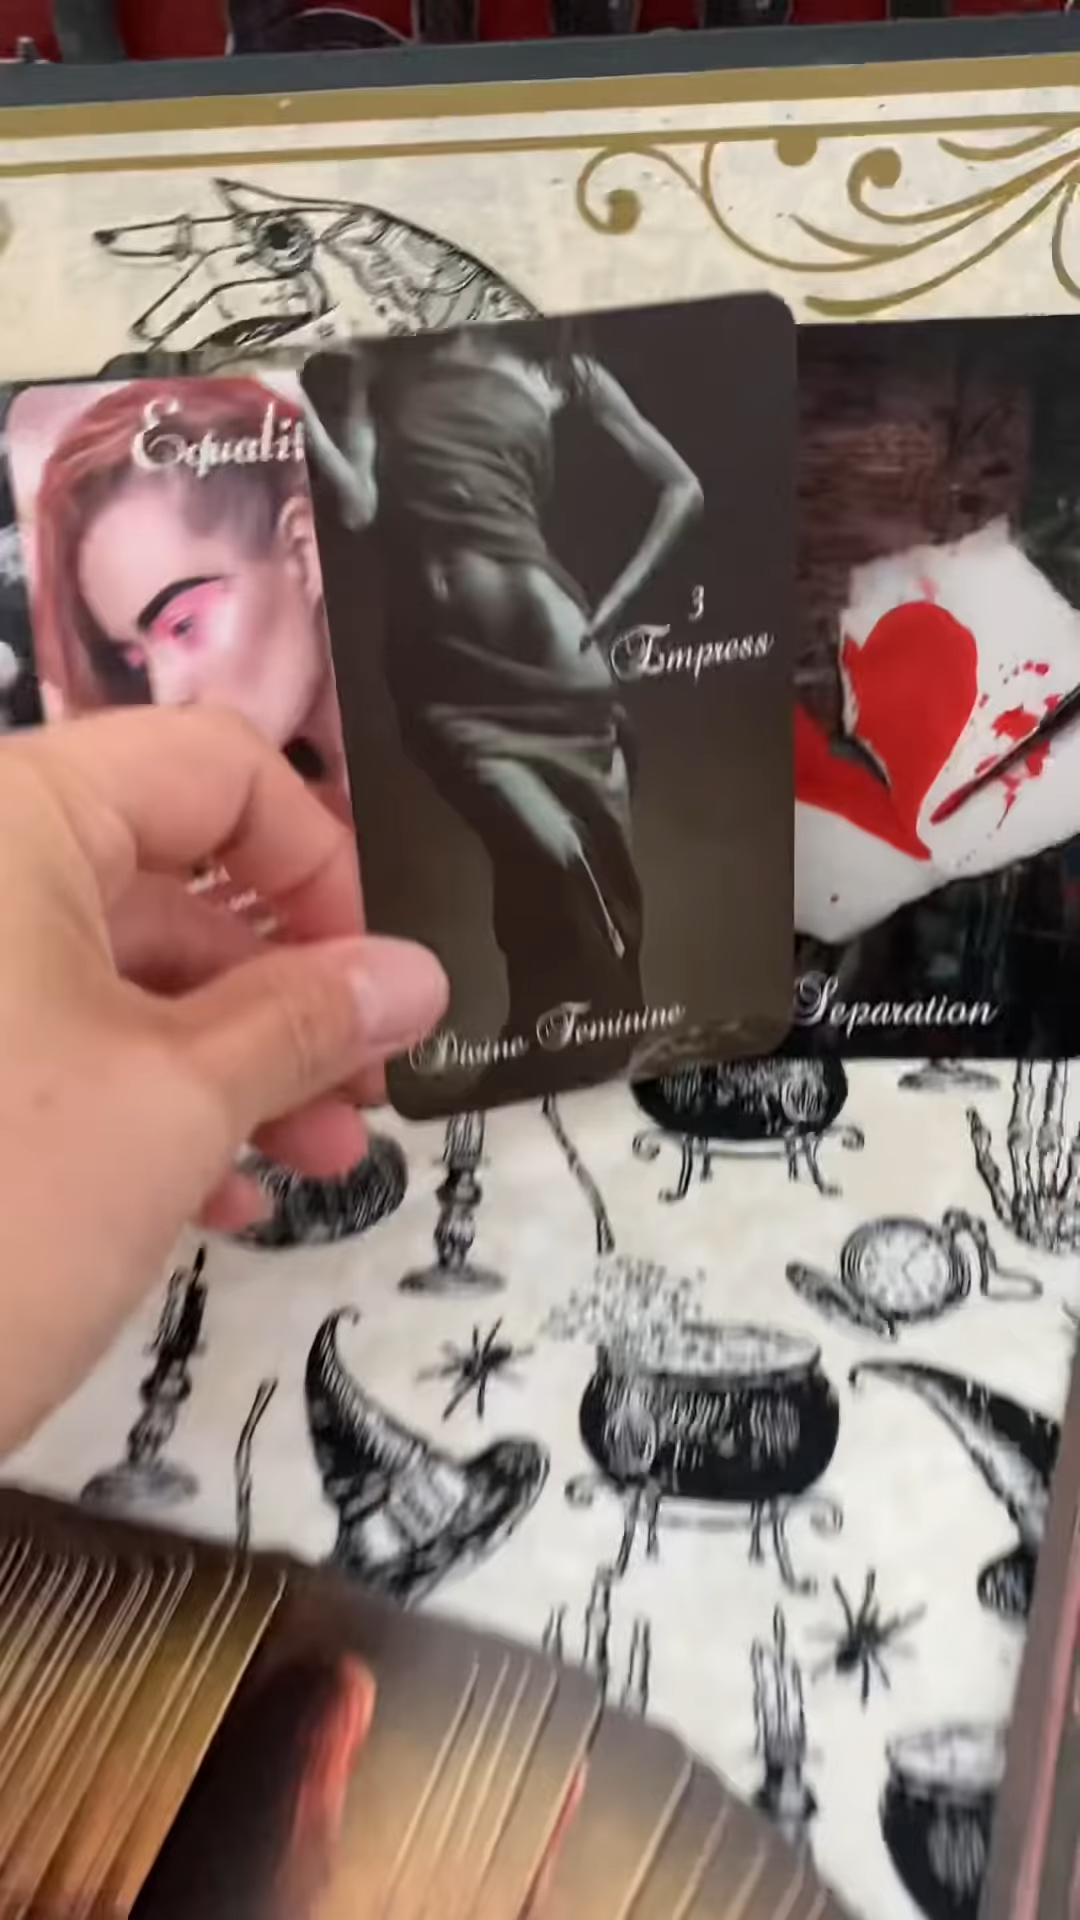 Equalit
3
Empress
Divine Feminine
Separation